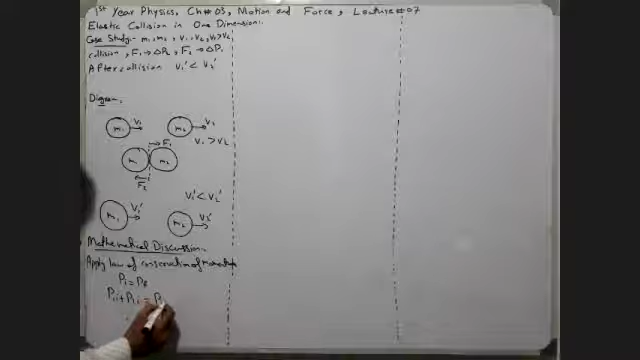 1st Year Physics, Ch#03, Motion and Force, Lecture#07
Elastic Collision in One Dimension:
Case Study:- m₁, m₂, v₁, v₂, v₁>v₂
collision, F₁→ΔP₂, F₂→ΔP₁
After collision v₁' < v₂'
Diagram.
v₁ v₂
m₁ m₂
v₁ > v₂
F₁
m₁ m₂
F₂
v₁' < v₂'
v₁' v₂'
m₁ m₂
Mathematical Discussion.
Apply law of conservation of momentum
Pᵢ = P_f
P₁ᵢ + P₂ᵢ = P